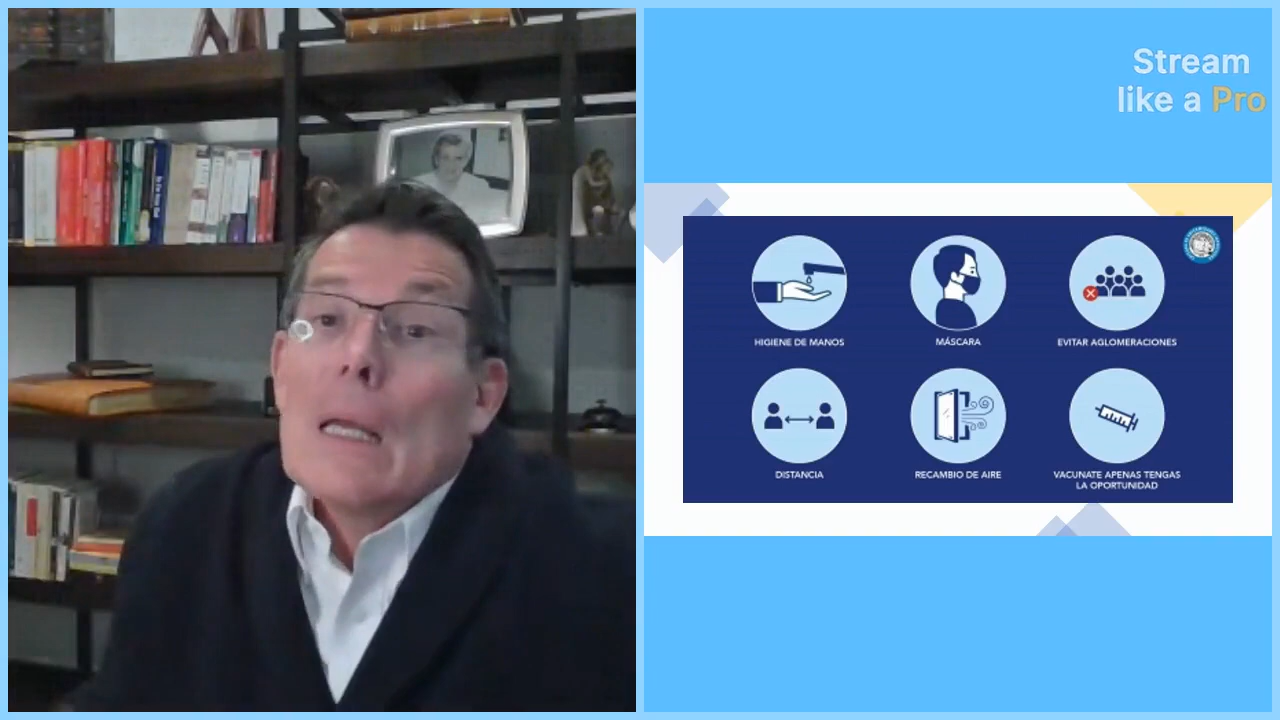 Stream
like a Pro
HIGIENE DE MANOS
MÁSCARA
EVITAR AGLOMERACIONES
DISTANCIA
RECAMBIO DE AIRE
VACUNATE APENAS TENGAS
LA OPORTUNIDAD